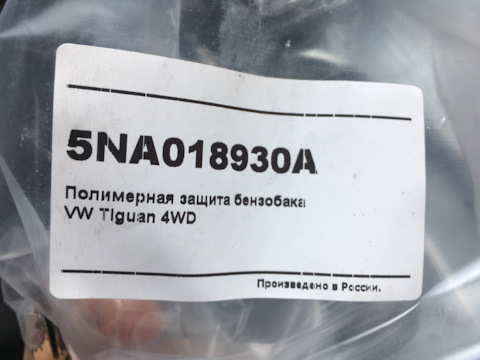 5NA018930A
Полимерная защита бензобака
VW Tiguan 4WD
Произведено в России.